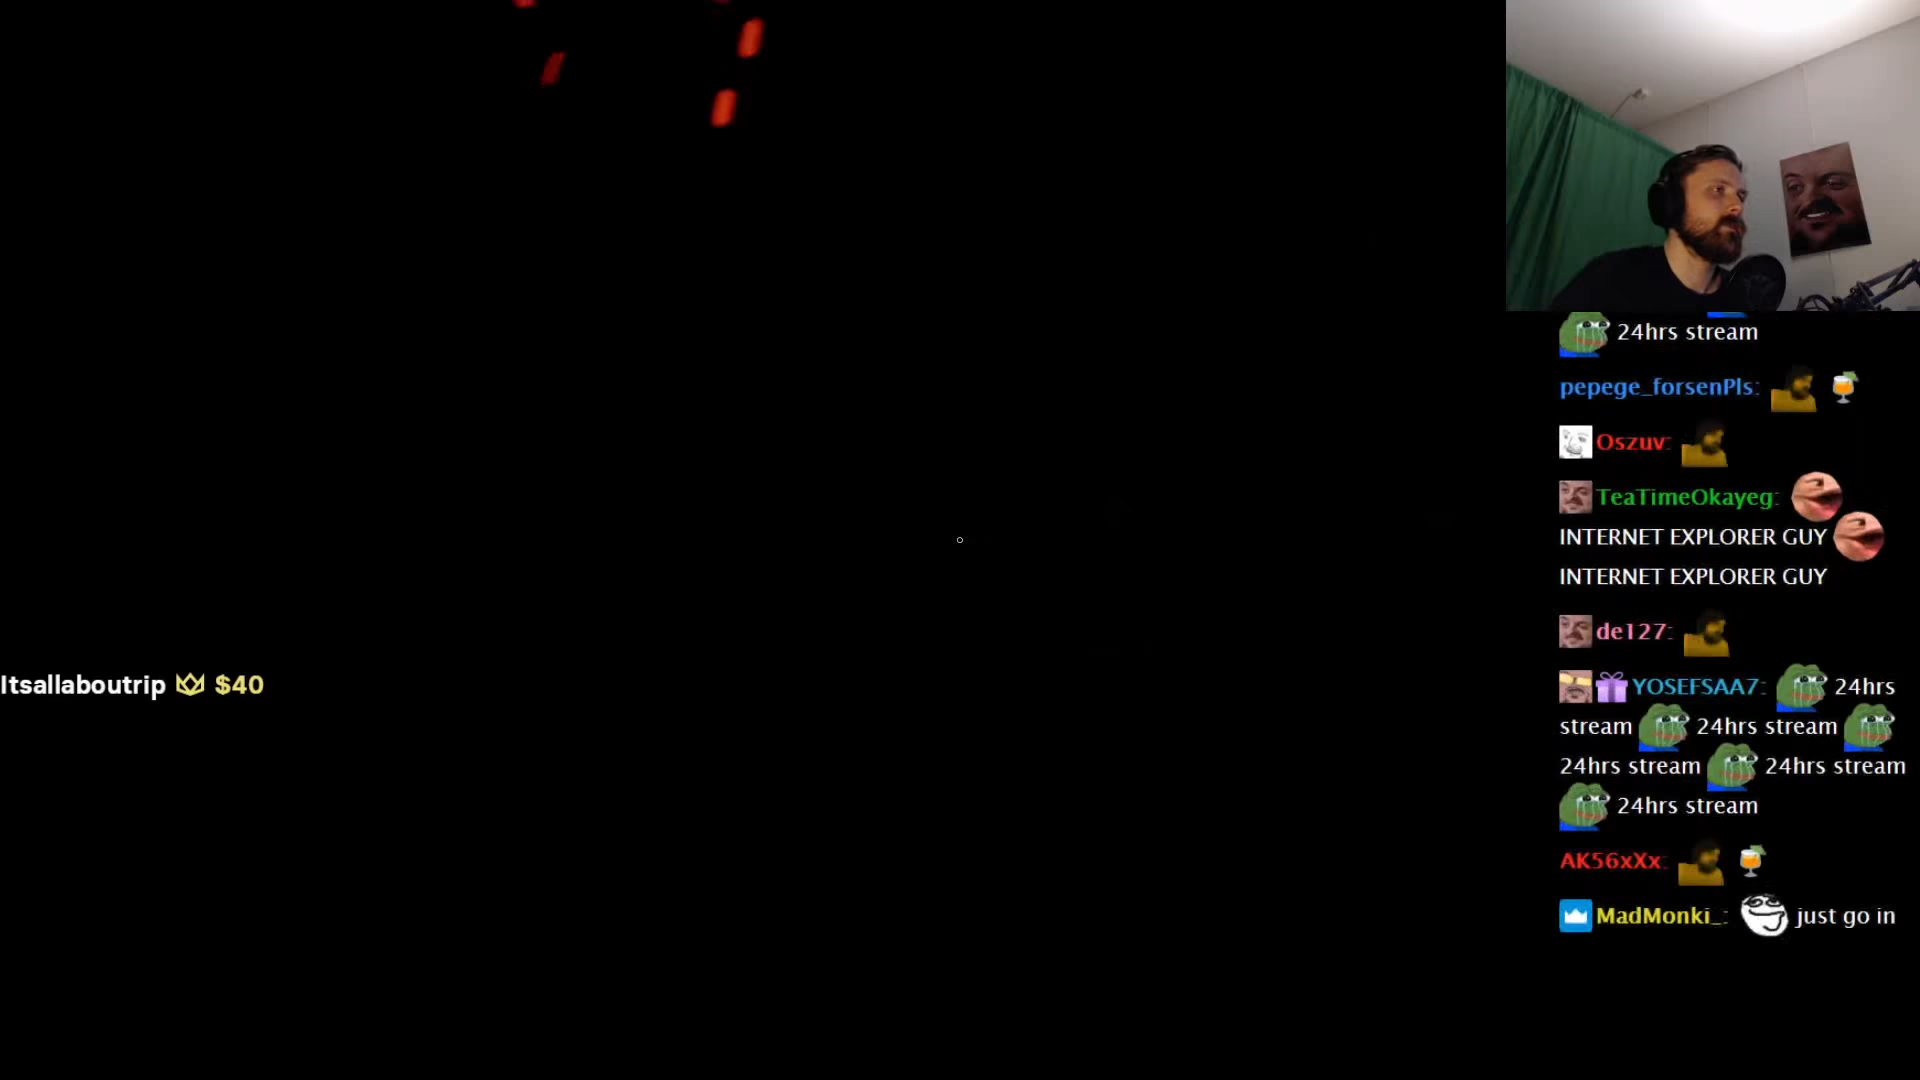 24hrs stream
pepege_forsenPls:
Oszuv:
TeaTimeOkayeg:
INTERNET EXPLORER GUY
INTERNET EXPLORER GUY
de127:
YOSEFSAA7: 24hrs
stream 24hrs stream
24hrs stream 24hrs stream
24hrs stream
AK56xXx:
MadMonki_: just go in
Itsallaboutrip $40